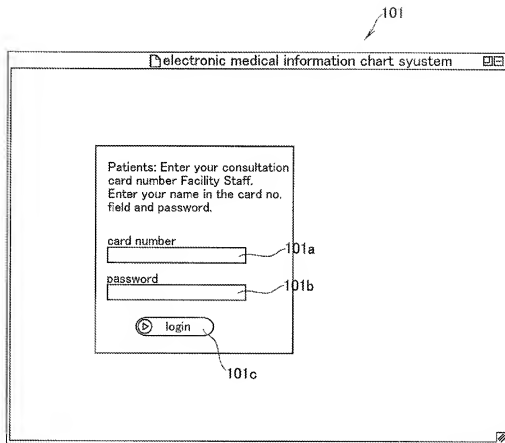 101
electronic medical information chart syustem
Patients: Enter your consultation
card number Facility Staff.
Enter your name in the card no.
field and password.
card number
101a
password
101b
login
101c